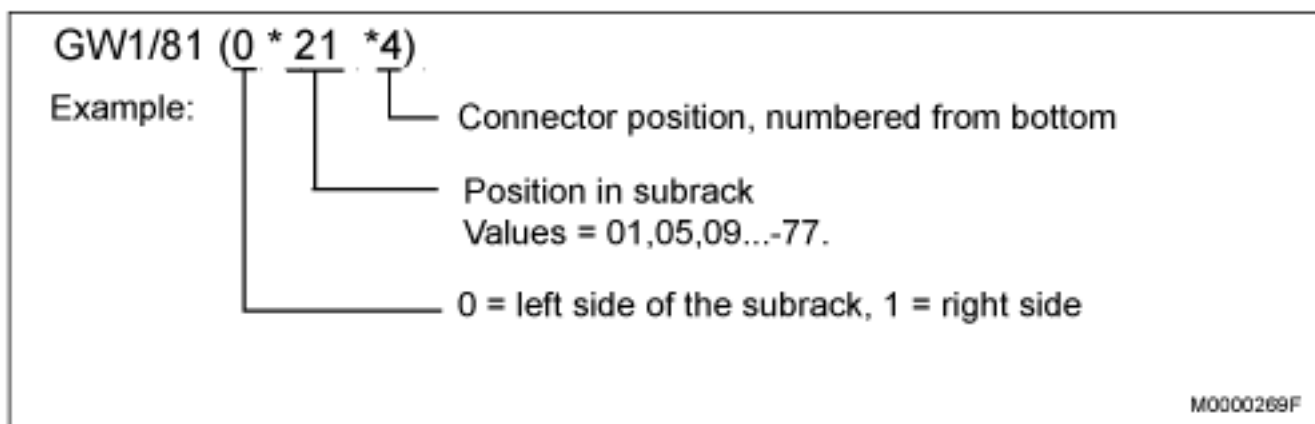 GW1/81 (0 * 21 *4)
Example:
Connector position, numbered from bottom
Position in subrack
Values = 01,05,09...-77.
0 = left side of the subrack, 1 = right side
M0000269F